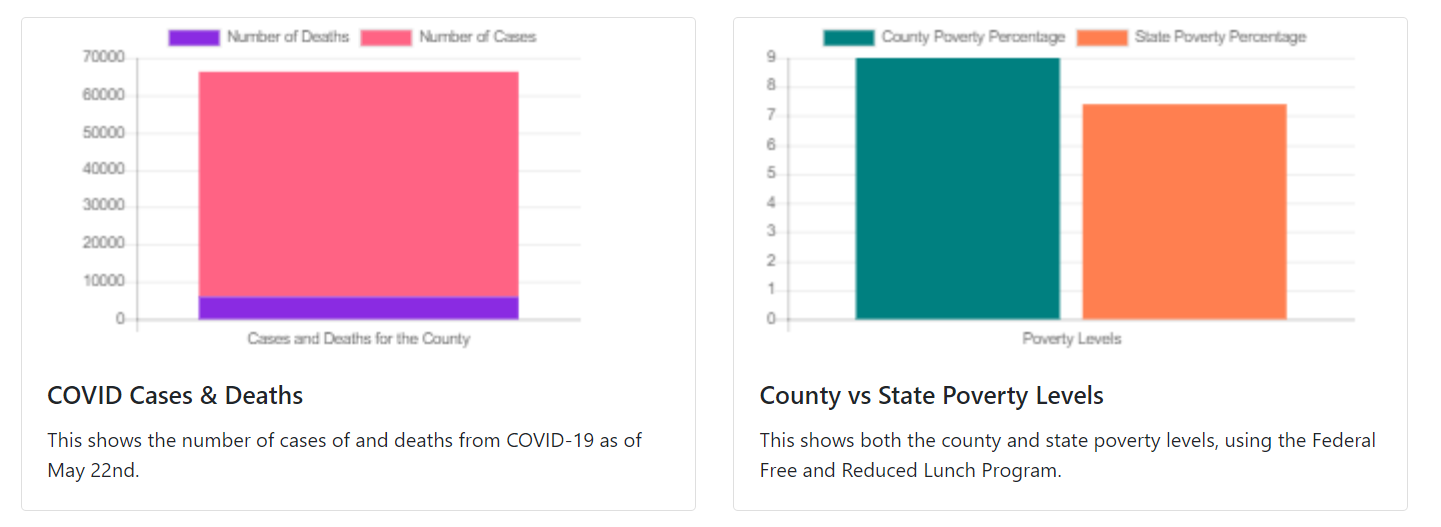 Number of Deaths Number of Cases
70000
60000
50000
40000
30000
20000
10000
0
Cases and Deaths for the County
COVID Cases & Deaths
This shows the number of cases of and deaths from COVID-19 as of
May 22nd.
County Poverty Percentage State Poverty Percentage
9
8
7
6
5
4
3
2
1
0
Poverty Levels
County vs State Poverty Levels
This shows both the county and state poverty levels, using the Federal
Free and Reduced Lunch Program.